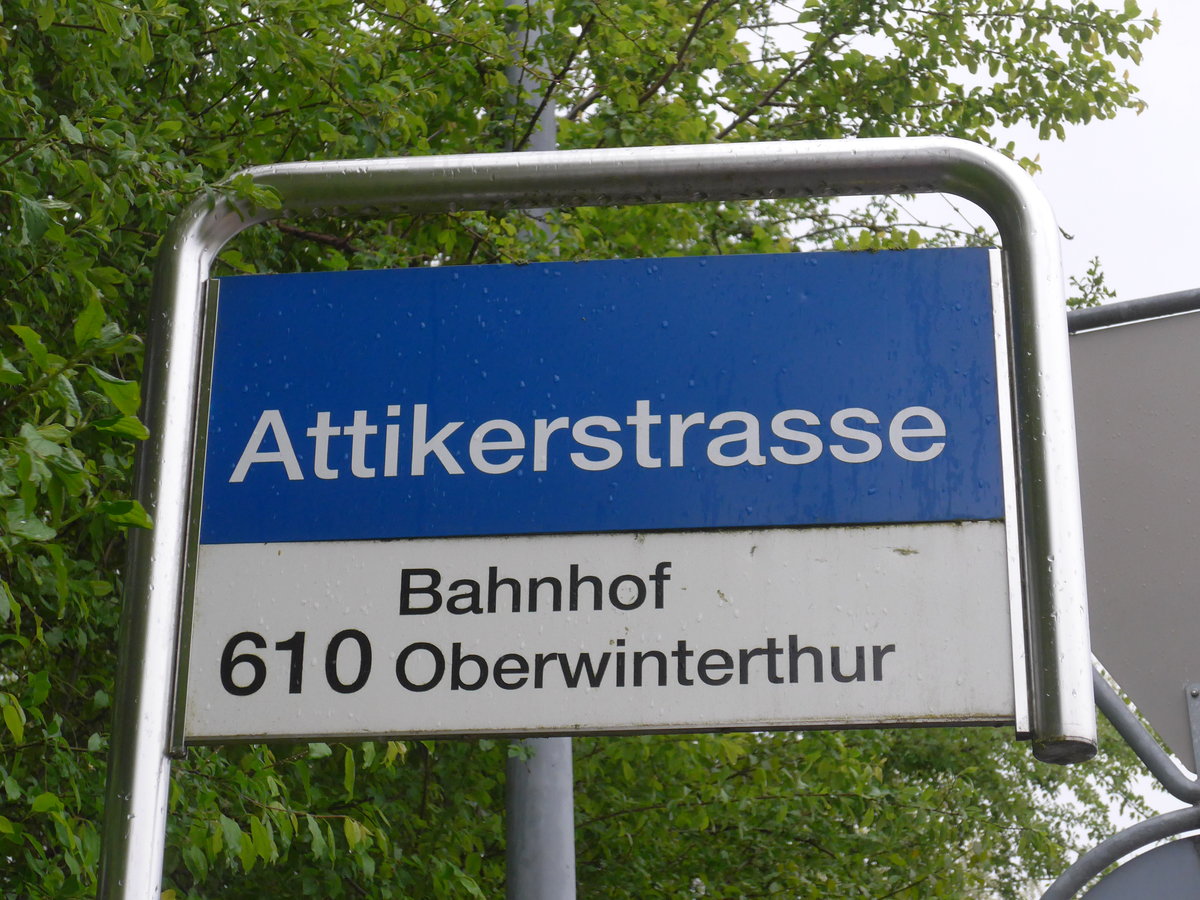 Attikerstrasse
Bahnhof
610 Oberwinterthur